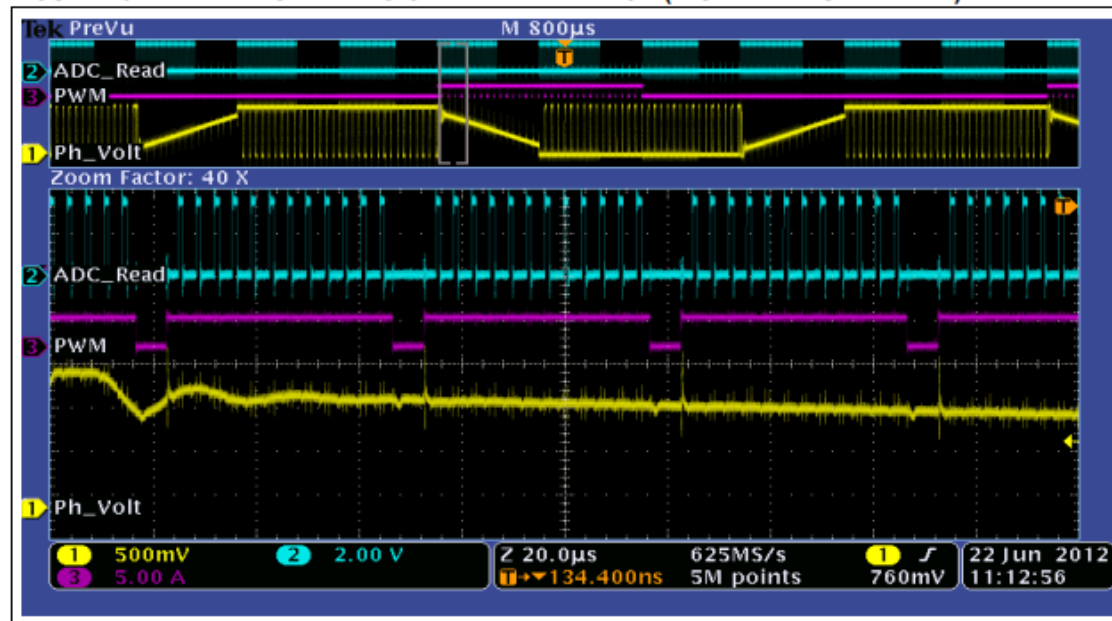 Tek PreVu M 800µs
T
2 ADC_Read
3 PWM
1 Ph_Volt
Zoom Factor: 40 X
T
2 ADC_Read
3 PWM
1 Ph_Volt
1 500mV 2 2.00 V Z 20.0µs 625MS/s 1 22 Jun 2012
3 5.00 A T→▼134.400ns 5M points 760mV 11:12:56